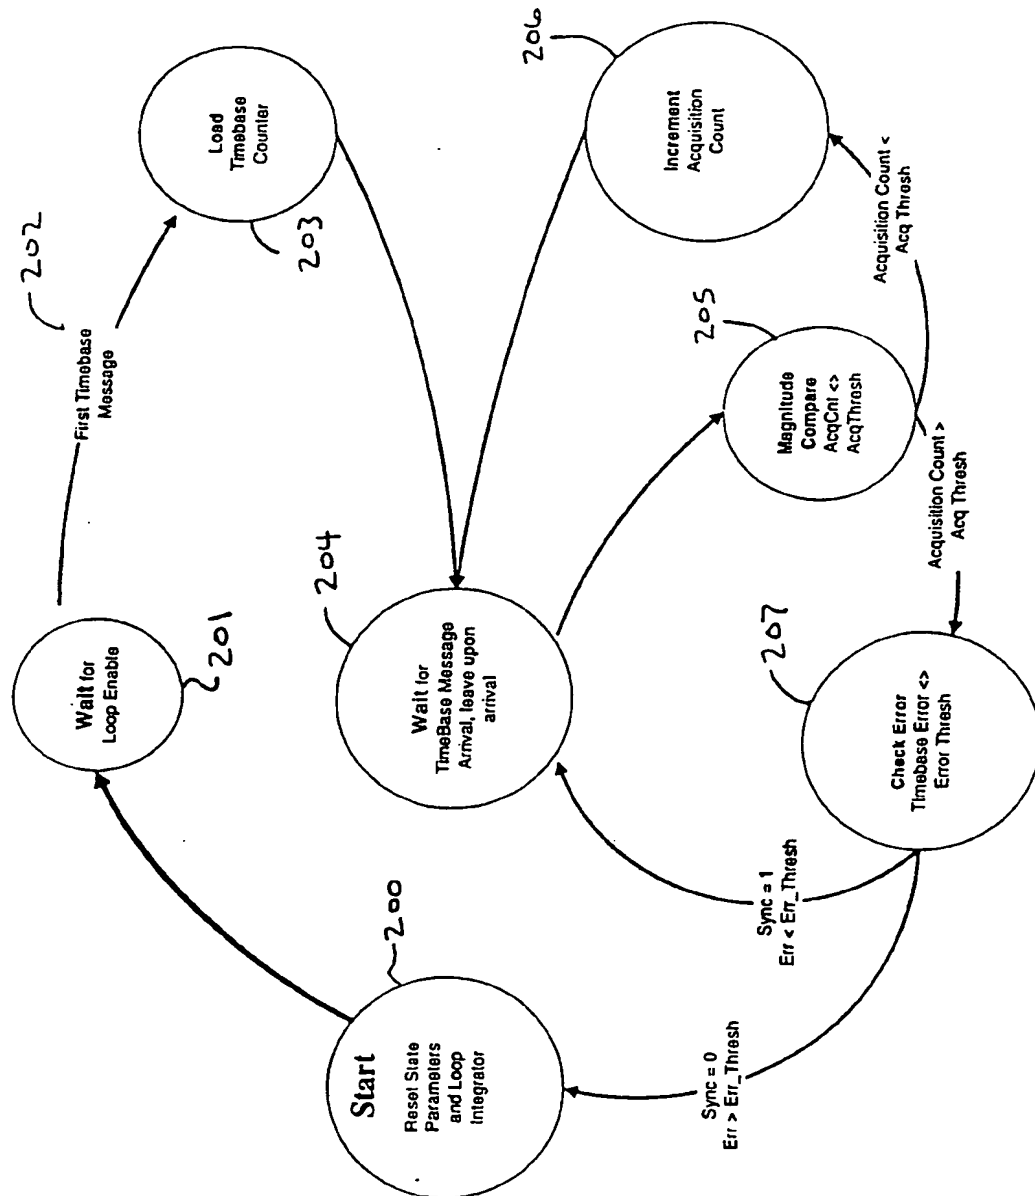 Start
Reset State
Parameters
and Loop
Integrator
200
Wait for
Loop Enable
201
First Timebase
Message
202
Load
Timebase
Counter
203
Wait for
TimeBase Message
Arrival, leave upon
arrival
204
Magnitude
Compare
AcqCnt <>
AcqThresh
205
Acquisition Count <
Acq Thresh
Increment
Acquisition
Count
206
Acquisition Count >
Acq Thresh
Check Error
Timebase Error <>
Error Thresh
207
Sync = 1
Err < Err_Thresh
Sync = 0
Err > Err_Thresh